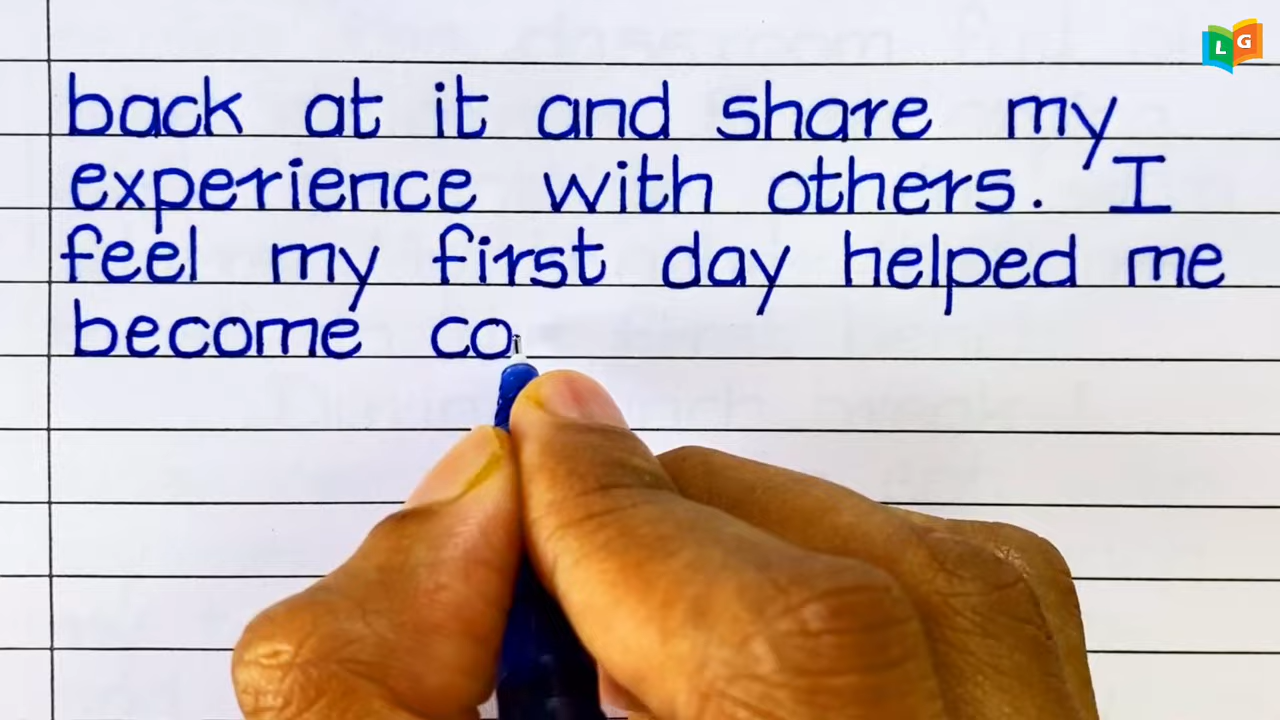 L G
back at it and share my
experience with others. I
feel my first day helped me
become co